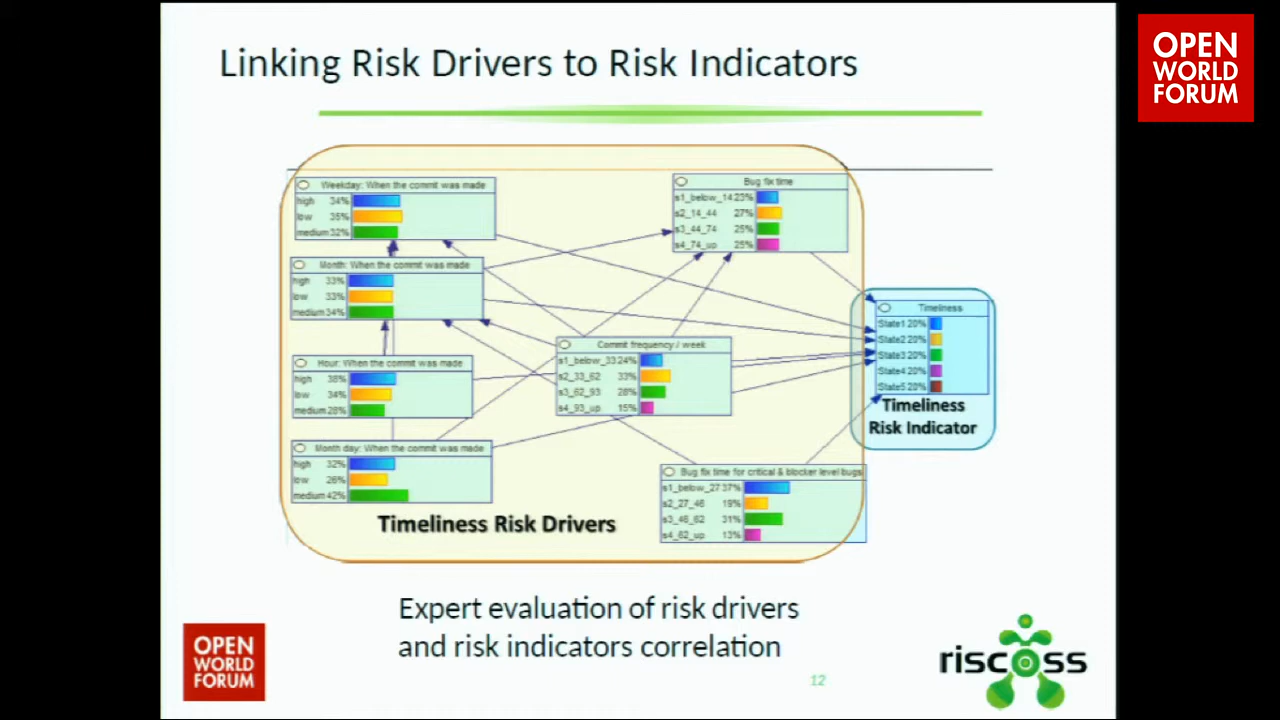 Linking Risk Drivers to Risk Indicators
OPEN
WORLD
FORUM
Weekday: When the commit was made
high 34%
low 35%
medium 32%
Month: When the commit was made
high 33%
low 33%
medium 34%
Hour: When the commit was made
high 38%
low 34%
medium 28%
Month day: When the commit was made
high 32%
low 26%
medium 42%
Bug fix time
s1_below_14 23%
s2_14_44 27%
s3_44_74 25%
s4_74_up 25%
Commit frequency / week
s1_below_33 24%
s2_33_62 33%
s3_62_93 28%
s4_93_up 15%
Bug fix time for critical & blocker level bugs
s1_below_27 37%
s2_27_46 19%
s3_46_62 31%
s4_62_up 13%
Timeliness
State1 20%
State2 20%
State3 20%
State4 20%
State5 20%
Timeliness
Risk Indicator
Timeliness Risk Drivers
Expert evaluation of risk drivers
and risk indicators correlation
OPEN
WORLD
FORUM
12
riscoss